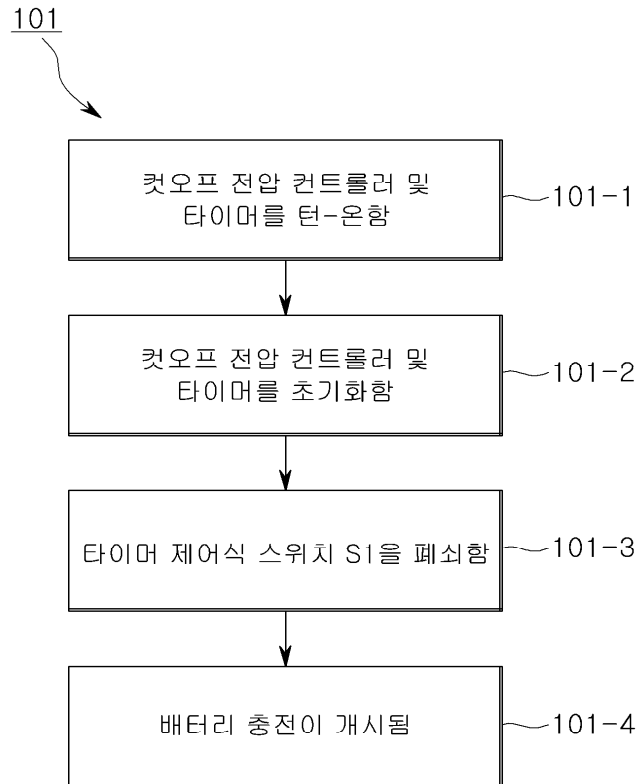 101
컷오프 전압 컨트롤러 및
타이머를 턴-온함
101-1
컷오프 전압 컨트롤러 및
타이머를 초기화함
101-2
타이머 제어식 스위치 S1을 폐쇠함
101-3
배터리 충전이 개시됨
101-4